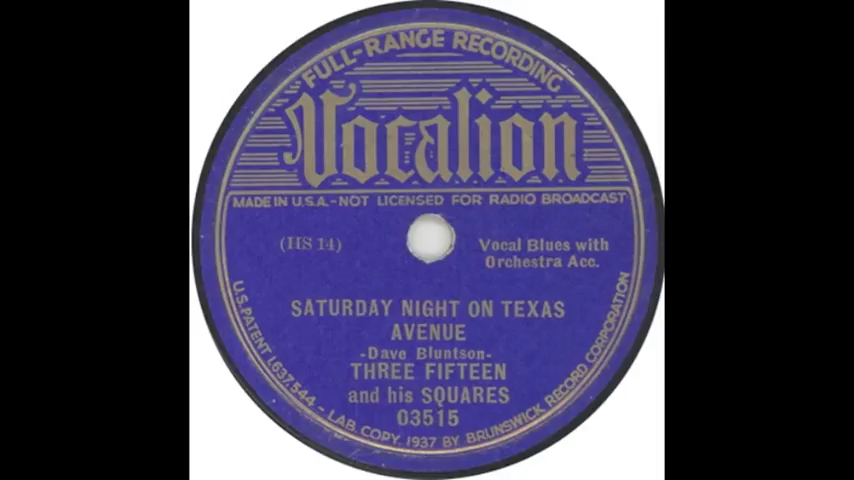 FULL-RANGE RECORDING
Vocalion
MADE IN U.S.A.-NOT LICENSED FOR RADIO BROADCAST
(HS 14)
Vocal Blues with
Orchestra Acc.
SATURDAY NIGHT ON TEXAS
AVENUE
-Dave Bluntson-
THREE FIFTEEN
and his SQUARES
03515
U.S. PATENT 1,637,544 - LAB. COPY. 1937 BY BRUNSWICK RECORD CORPORATION